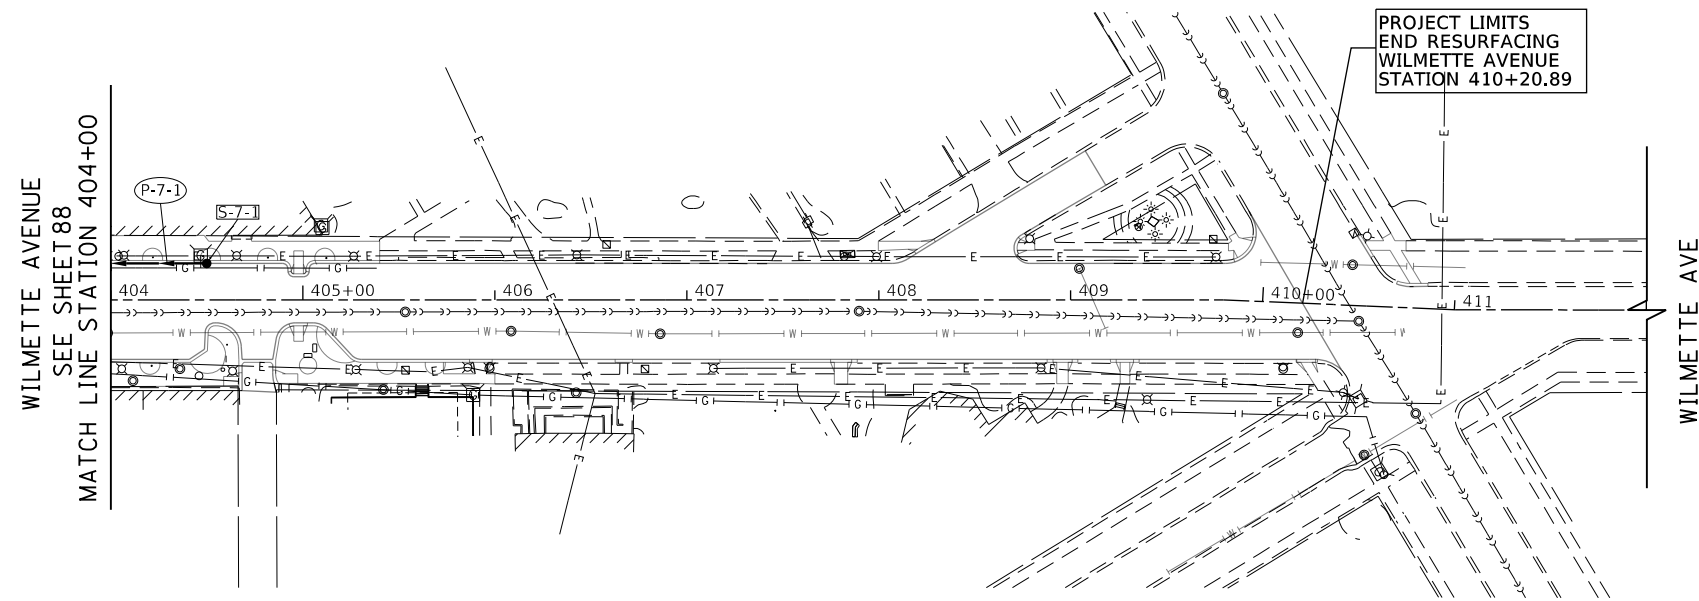 PROJECT LIMITS
END RESURFACING
WILMETTE AVENUE
STATION 410+20.89
WILMETTE AVENUE
SEE SHEET 88
MATCH LINE STATION 404+00
P-7-1
S-7-1
404
405+00
406
407
408
409
410+00
411
WILMETTE AVE